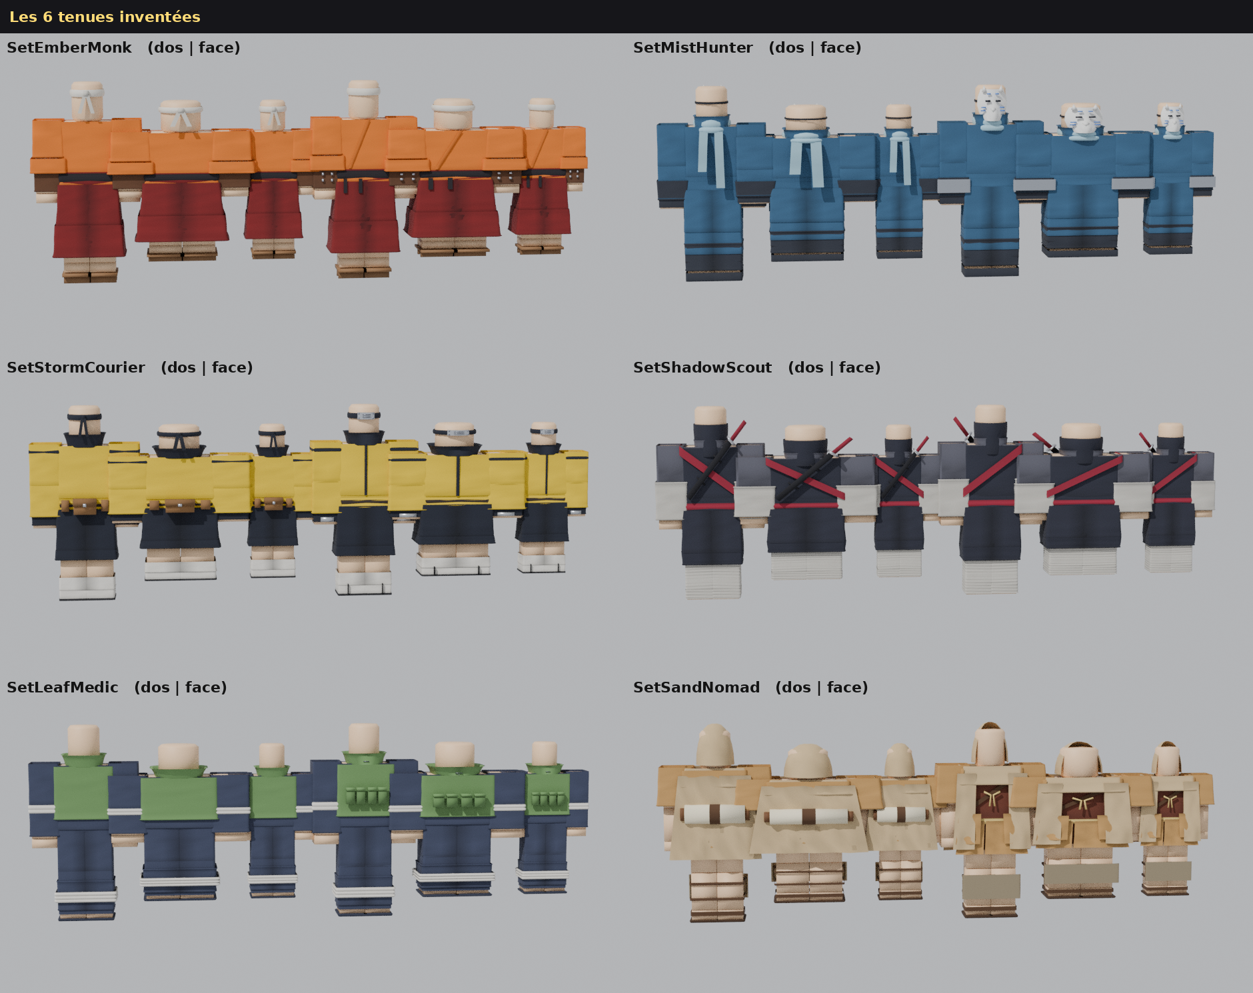 Les 6 tenues inventées
SetEmberMonk (dos | face)
SetMistHunter (dos | face)
SetStormCourier (dos | face)
SetShadowScout (dos | face)
SetLeafMedic (dos | face)
SetSandNomad (dos | face)